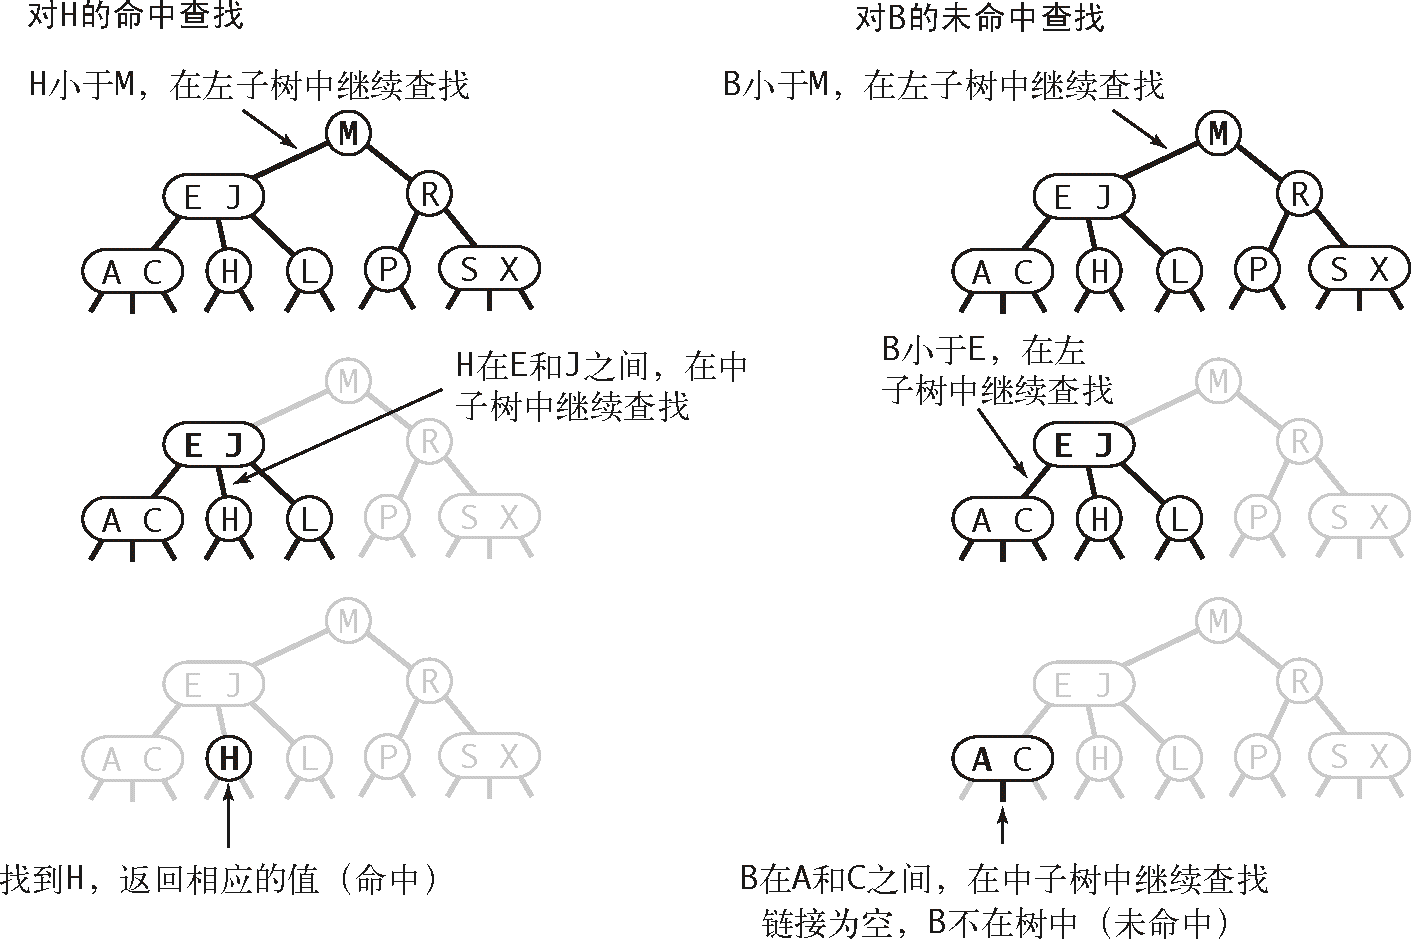 对H的命中查找
H小于M，在左子树中继续查找
M
E J
R
A C
H
L
P
S X
H在E和J之间，在中
子树中继续查找
M
E J
R
A C
H
L
P
S X
M
E J
R
A C
H
L
P
S X
找到H，返回相应的值（命中）
对B的未命中查找
B小于M，在左子树中继续查找
M
E J
R
A C
H
L
P
S X
B小于E，在左
子树中继续查找
M
E J
R
A C
H
L
P
S X
M
E J
R
A C
H
L
P
S X
B在A和C之间，在中子树中继续查找
链接为空，B不在树中（未命中）